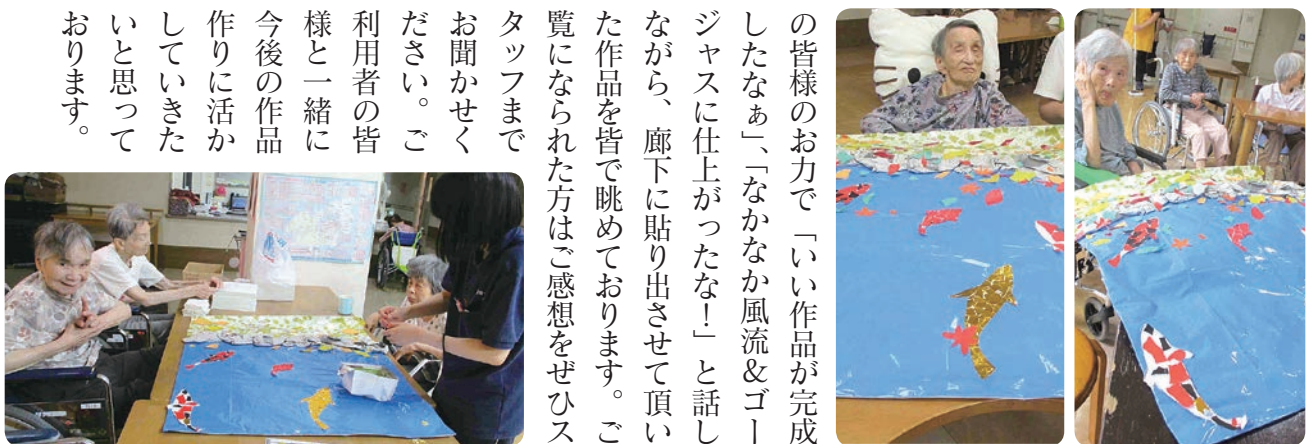 の皆様のお力で「いい作品が完成
したなぁ」、「なかなか風流&ゴー
ジャスに仕上がったな!」と話し
ながら、廊下に貼り出させて頂い
た作品を皆で眺めております。ご
覧になられた方はご感想をぜひス
タッフまで
お聞かせく
ださい。ご
利用者の皆
様と一緒に
今後の作品
作りに活か
していきた
いと思って
おります。